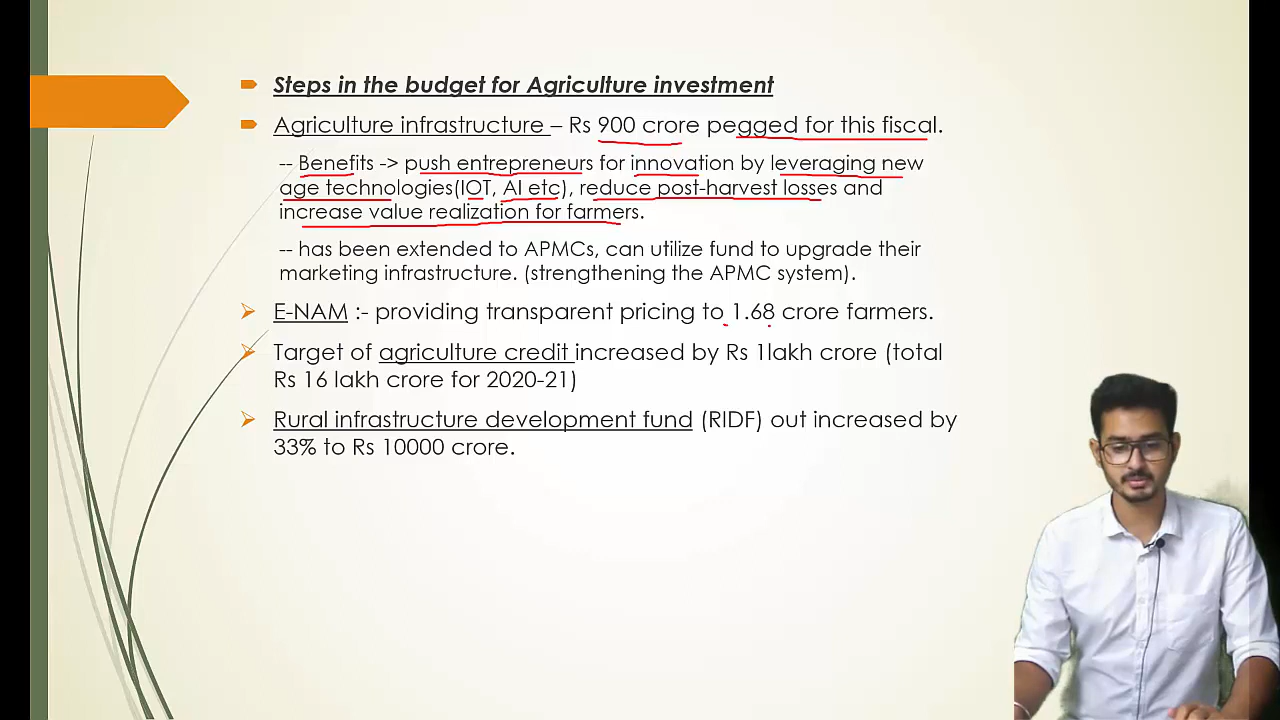 Steps in the budget for Agriculture investment
Agriculture infrastructure – Rs 900 crore pegged for this fiscal.
-- Benefits -> push entrepreneurs for innovation by leveraging new
age technologies(IOT, AI etc), reduce post-harvest losses and
increase value realization for farmers.
-- has been extended to APMCs, can utilize fund to upgrade their
marketing infrastructure. (strengthening the APMC system).
E-NAM :- providing transparent pricing to 1.68 crore farmers.
Target of agriculture credit increased by Rs 1lakh crore (total
Rs 16 lakh crore for 2020-21)
Rural infrastructure development fund (RIDF) out increased by
33% to Rs 10000 crore.